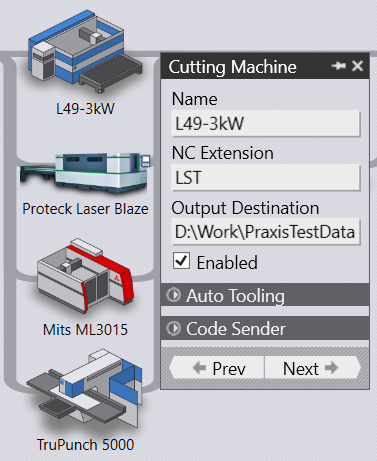 L49-3kW
Proteck Laser Blaze
Mits ML3015
TruPunch 5000
Cutting Machine
Name
L49-3kW
NC Extension
LST
Output Destination
D:\Work\PraxisTestData
Enabled
Auto Tooling
Code Sender
Prev
Next